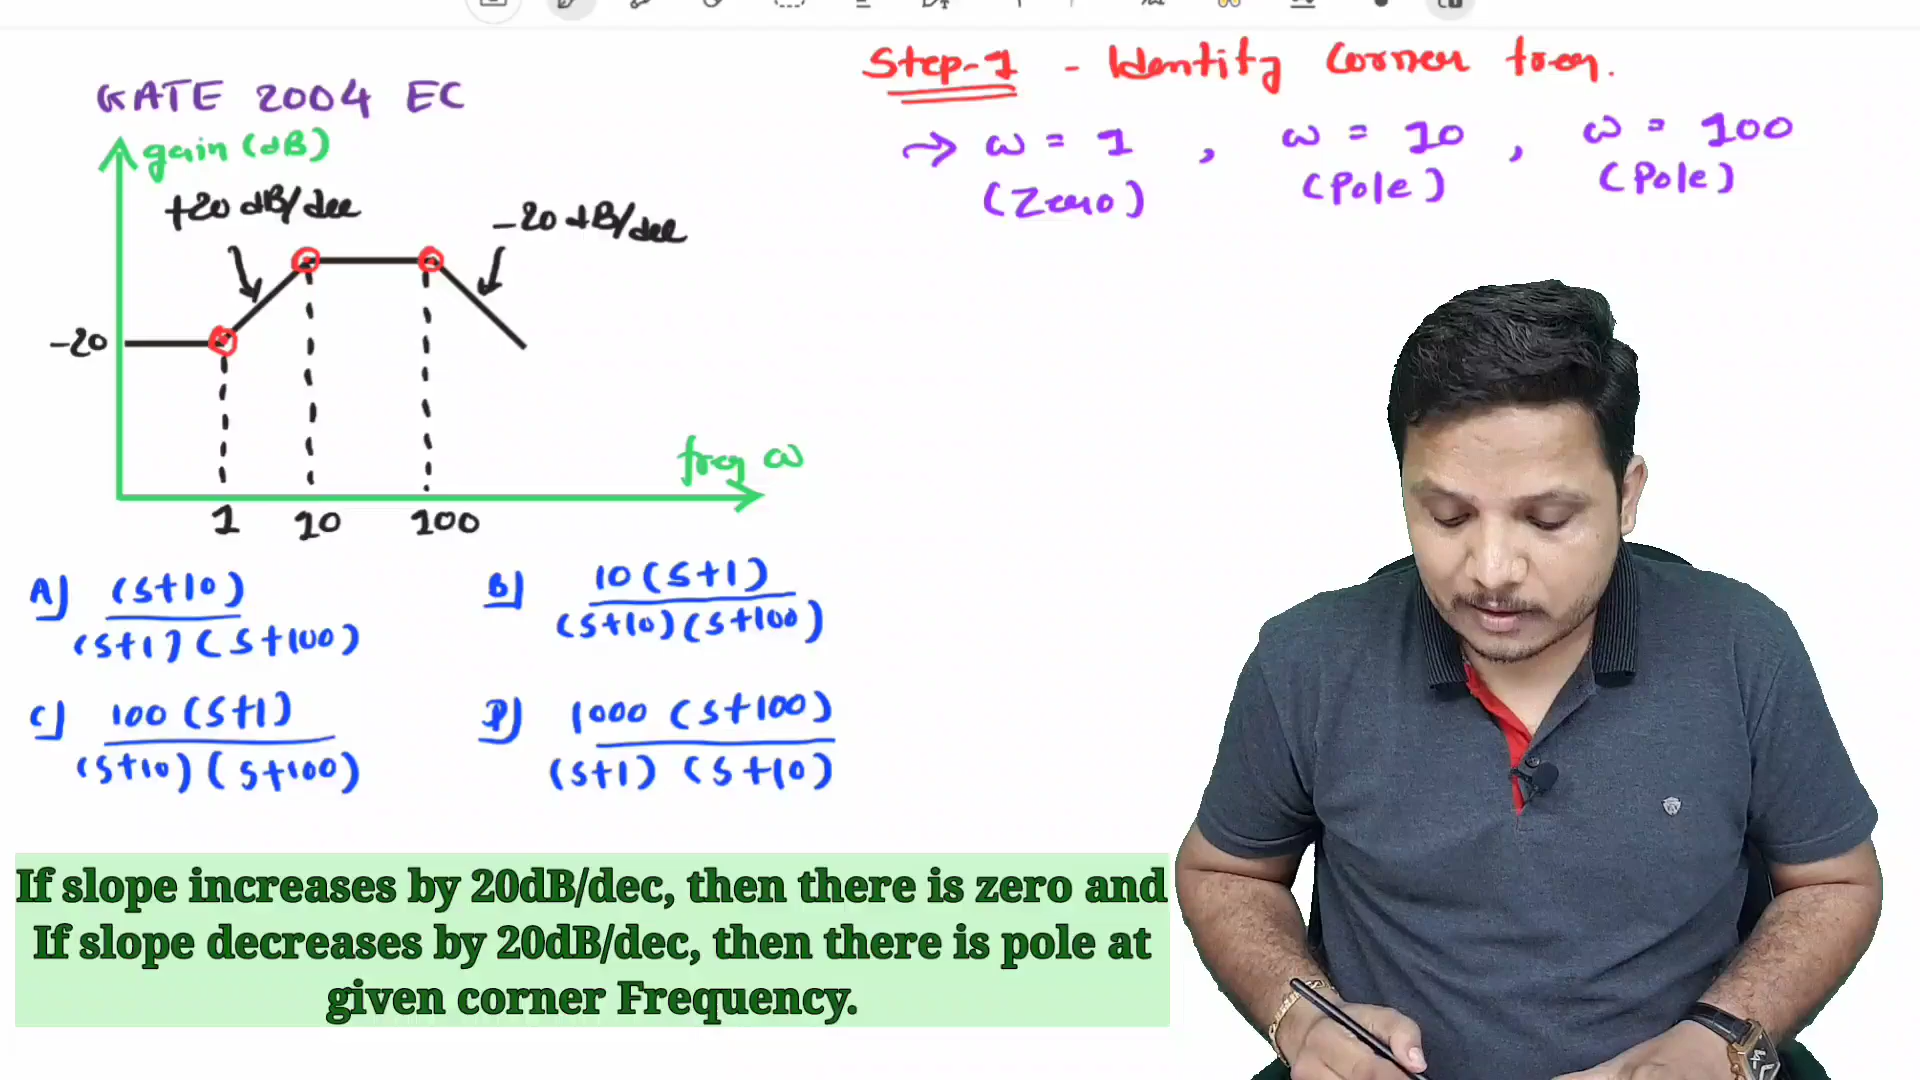 Step-1 - Identity Corner freq.
GATE 2004 EC
gain (dB)
→ ω = 1 , ω = 10 , ω = 100
(Zero) (Pole) (Pole)
+20 dB/dec
-20 dB/dec
-20
freq ω
1 10 100
A) (s+10) / (s+1) (s+100)
B) 10 (s+1) / (s+10) (s+100)
C) 100 (s+1) / (s+10) (s+100)
D) 1000 (s+100) / (s+1) (s+10)
If slope increases by 20dB/dec, then there is zero and
If slope decreases by 20dB/dec, then there is pole at
given corner Frequency.